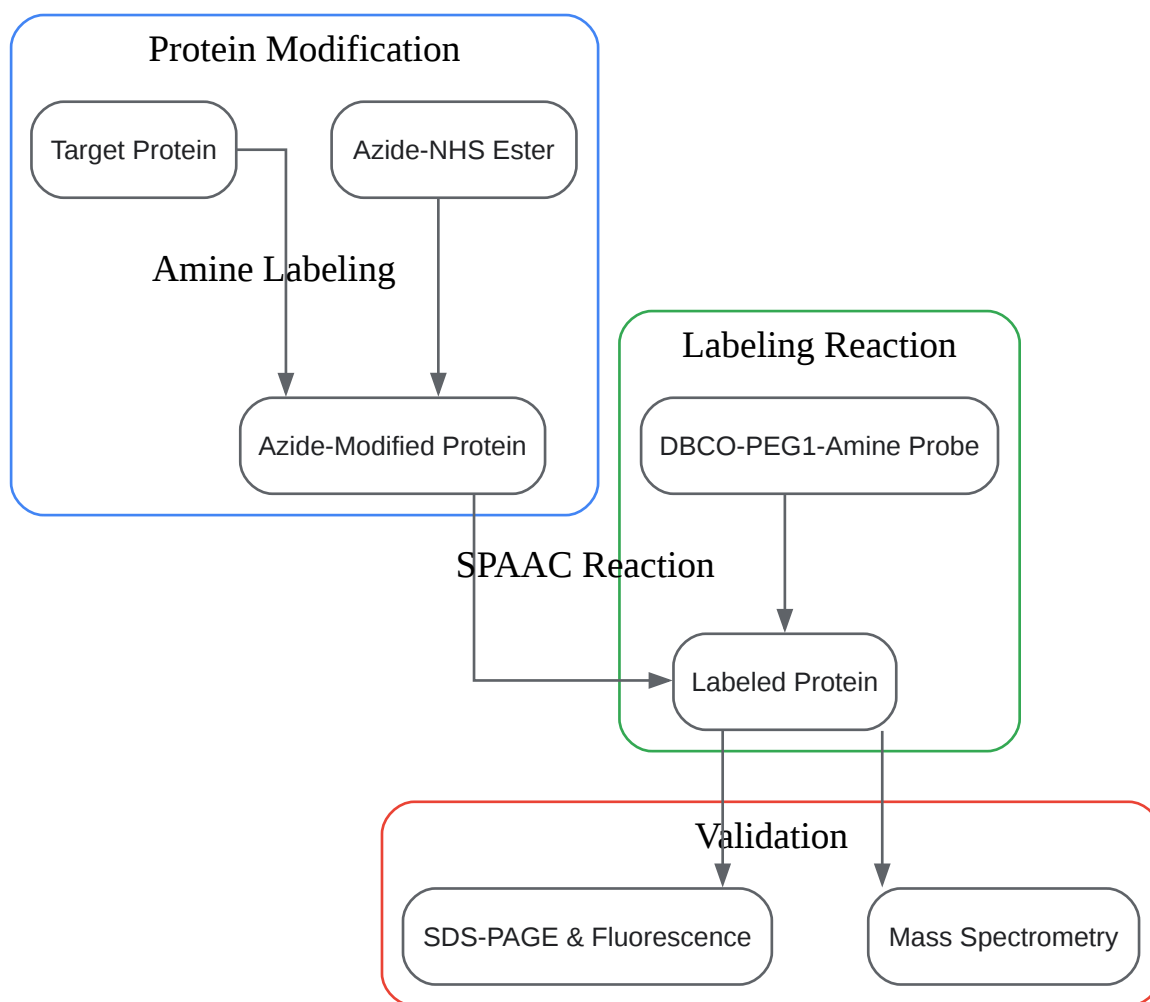 Protein Modification
Target Protein
Azide-NHS Ester
Amine Labeling
Labeling Reaction
Azide-Modified Protein
DBCO-PEG1-Amine Probe
SPAAC Reaction
Labeled Protein
Validation
SDS-PAGE & Fluorescence
Mass Spectrometry